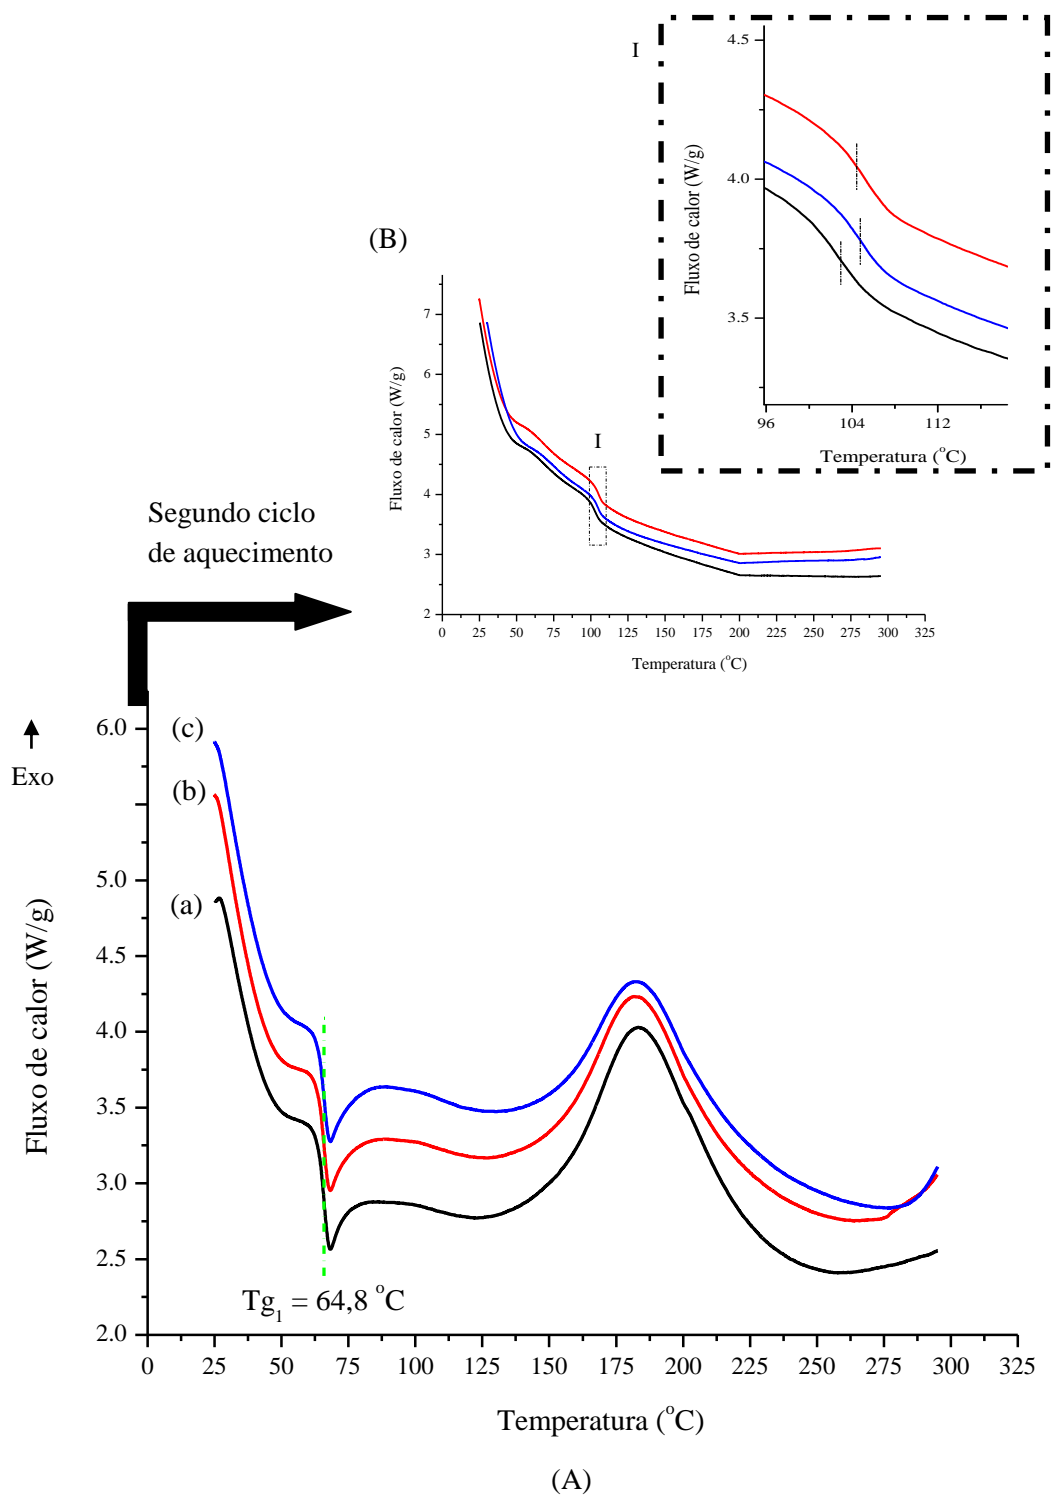 I
4.5
4.0
3.5
Fluxo de calor (W/g)
96
104
112
Temperatura (°C)
(B)
7
6
5
4
3
2
Fluxo de calor (W/g)
I
0
25
50
75
100
125
150
175
200
225
250
275
300
325
Temperatura (°C)
Segundo ciclo
de aquecimento
Exo
6.0
5.0
4.5
4.0
3.5
3.0
2.5
2.0
Fluxo de calor (W/g)
(c)
(b)
(a)
Tg₁ = 64,8 °C
0
25
50
75
100
125
150
175
200
225
250
275
300
325
Temperatura (°C)
(A)